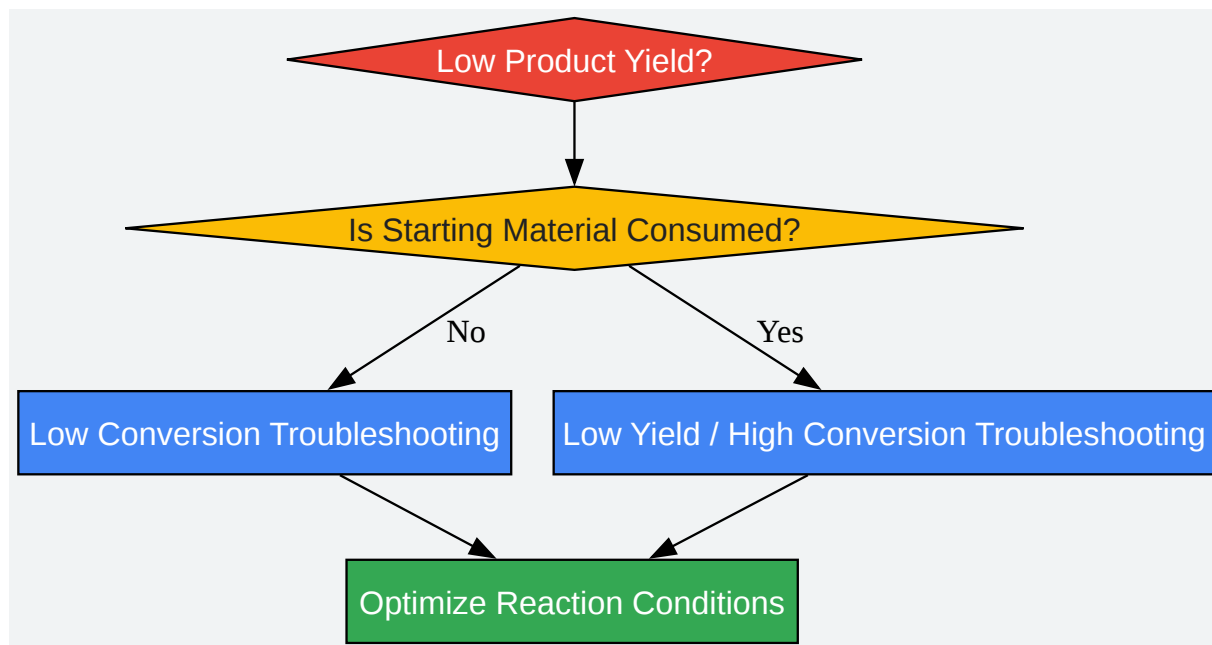 Low Product Yield?
Is Starting Material Consumed?
No
Yes
Low Conversion Troubleshooting
Low Yield / High Conversion Troubleshooting
Optimize Reaction Conditions